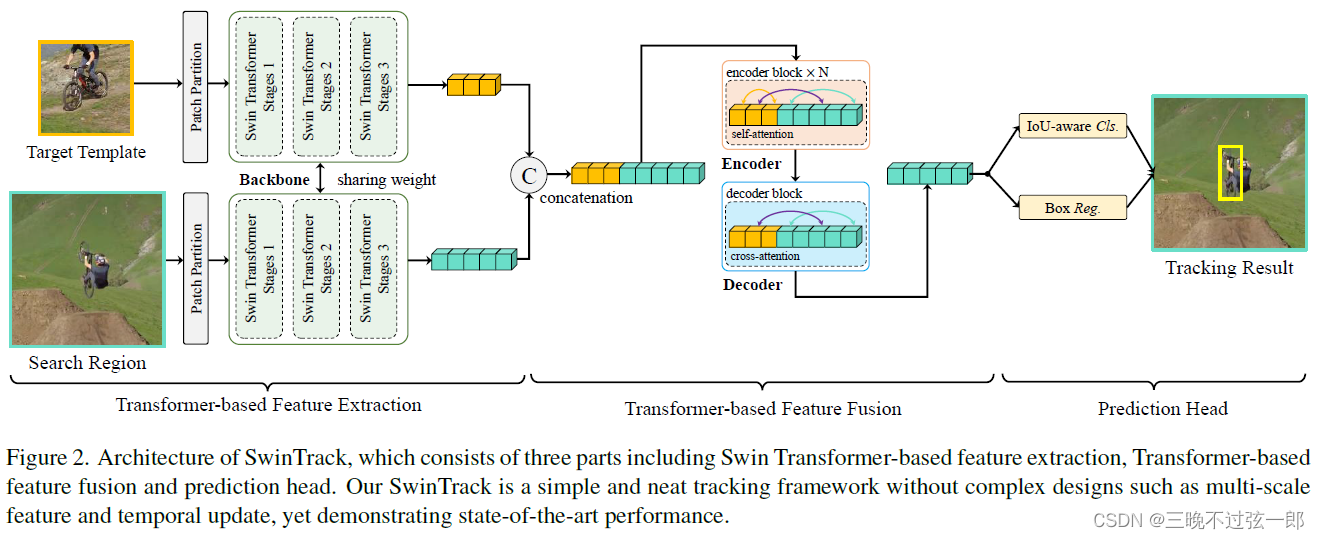 Target Template
Patch Partition
Swin Transformer
Stages 1
Swin Transformer
Stages 2
Swin Transformer
Stages 3
Backbone
sharing weight
Search Region
Patch Partition
Swin Transformer
Stages 1
Swin Transformer
Stages 2
Swin Transformer
Stages 3
C
concatenation
encoder block × N
self-attention
Encoder
decoder block
cross-attention
Decoder
IoU-aware Cls.
Box Reg.
Tracking Result
Transformer-based Feature Extraction
Transformer-based Feature Fusion
Prediction Head
Figure 2. Architecture of SwinTrack, which consists of three parts including Swin Transformer-based feature extraction, Transformer-based
feature fusion and prediction head. Our SwinTrack is a simple and neat tracking framework without complex designs such as multi-scale
feature and temporal update, yet demonstrating state-of-the-art performance.
CSDN @三晚不过弦一郎